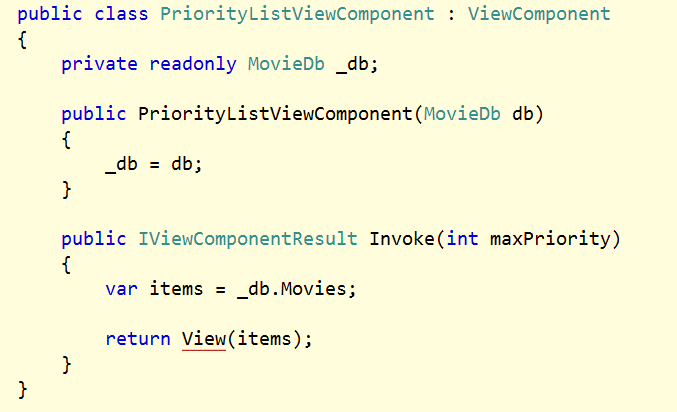 public class PriorityListViewComponent : ViewComponent
{
    private readonly MovieDb _db;

    public PriorityListViewComponent(MovieDb db)
    {
        _db = db;
    }

    public IViewComponentResult Invoke(int maxPriority)
    {
        var items = _db.Movies;

        return View(items);
    }
}